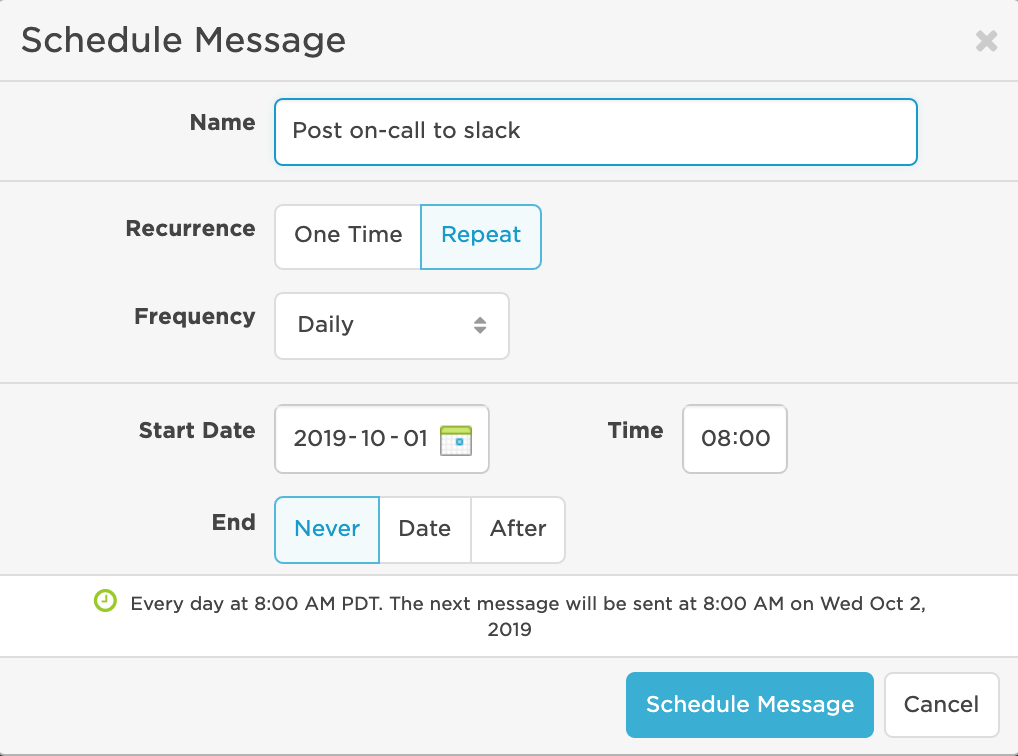 Schedule Message
Name
Post on-call to slack
Recurrence
One Time
Repeat
Frequency
Daily
Start Date
2019-10-01
Time
08:00
End
Never
Date
After
Every day at 8:00 AM PDT. The next message will be sent at 8:00 AM on Wed Oct 2,
2019
Schedule Message
Cancel